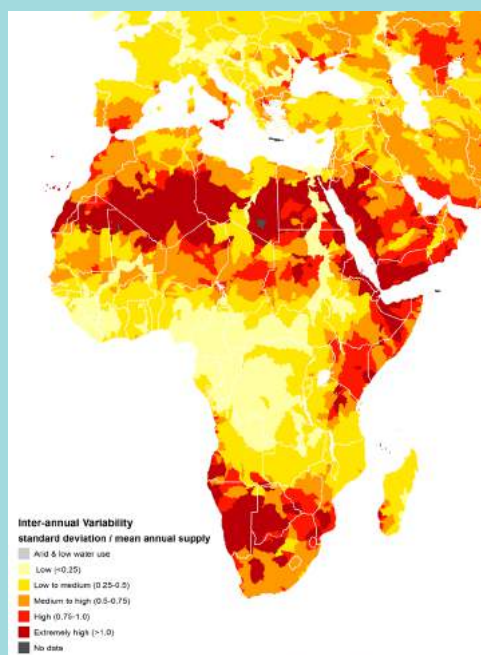 Inter-annual Variability
standard deviation / mean annual supply
Arid & low water use
Low (<0.25)
Low to medium (0.25-0.5)
Medium to high (0.5-0.75)
High (0.75-1.0)
Extremely high (>1.0)
No data